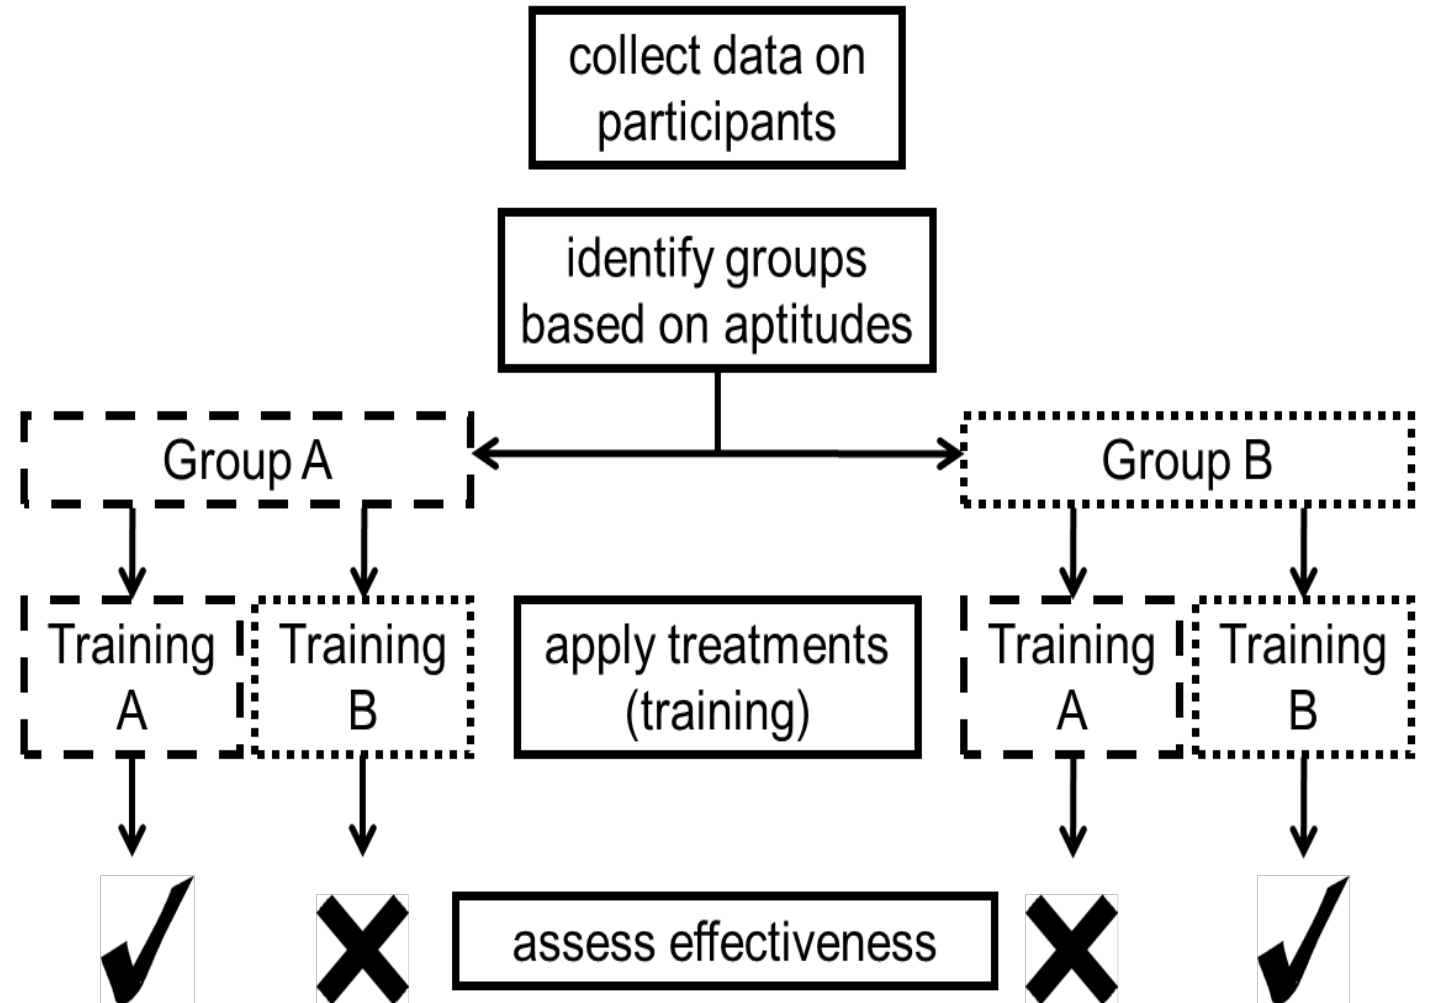 collect data on
participants
identify groups
based on aptitudes
Group A
Group B
Training
A
Training
B
apply treatments
(training)
Training
A
Training
B
assess effectiveness